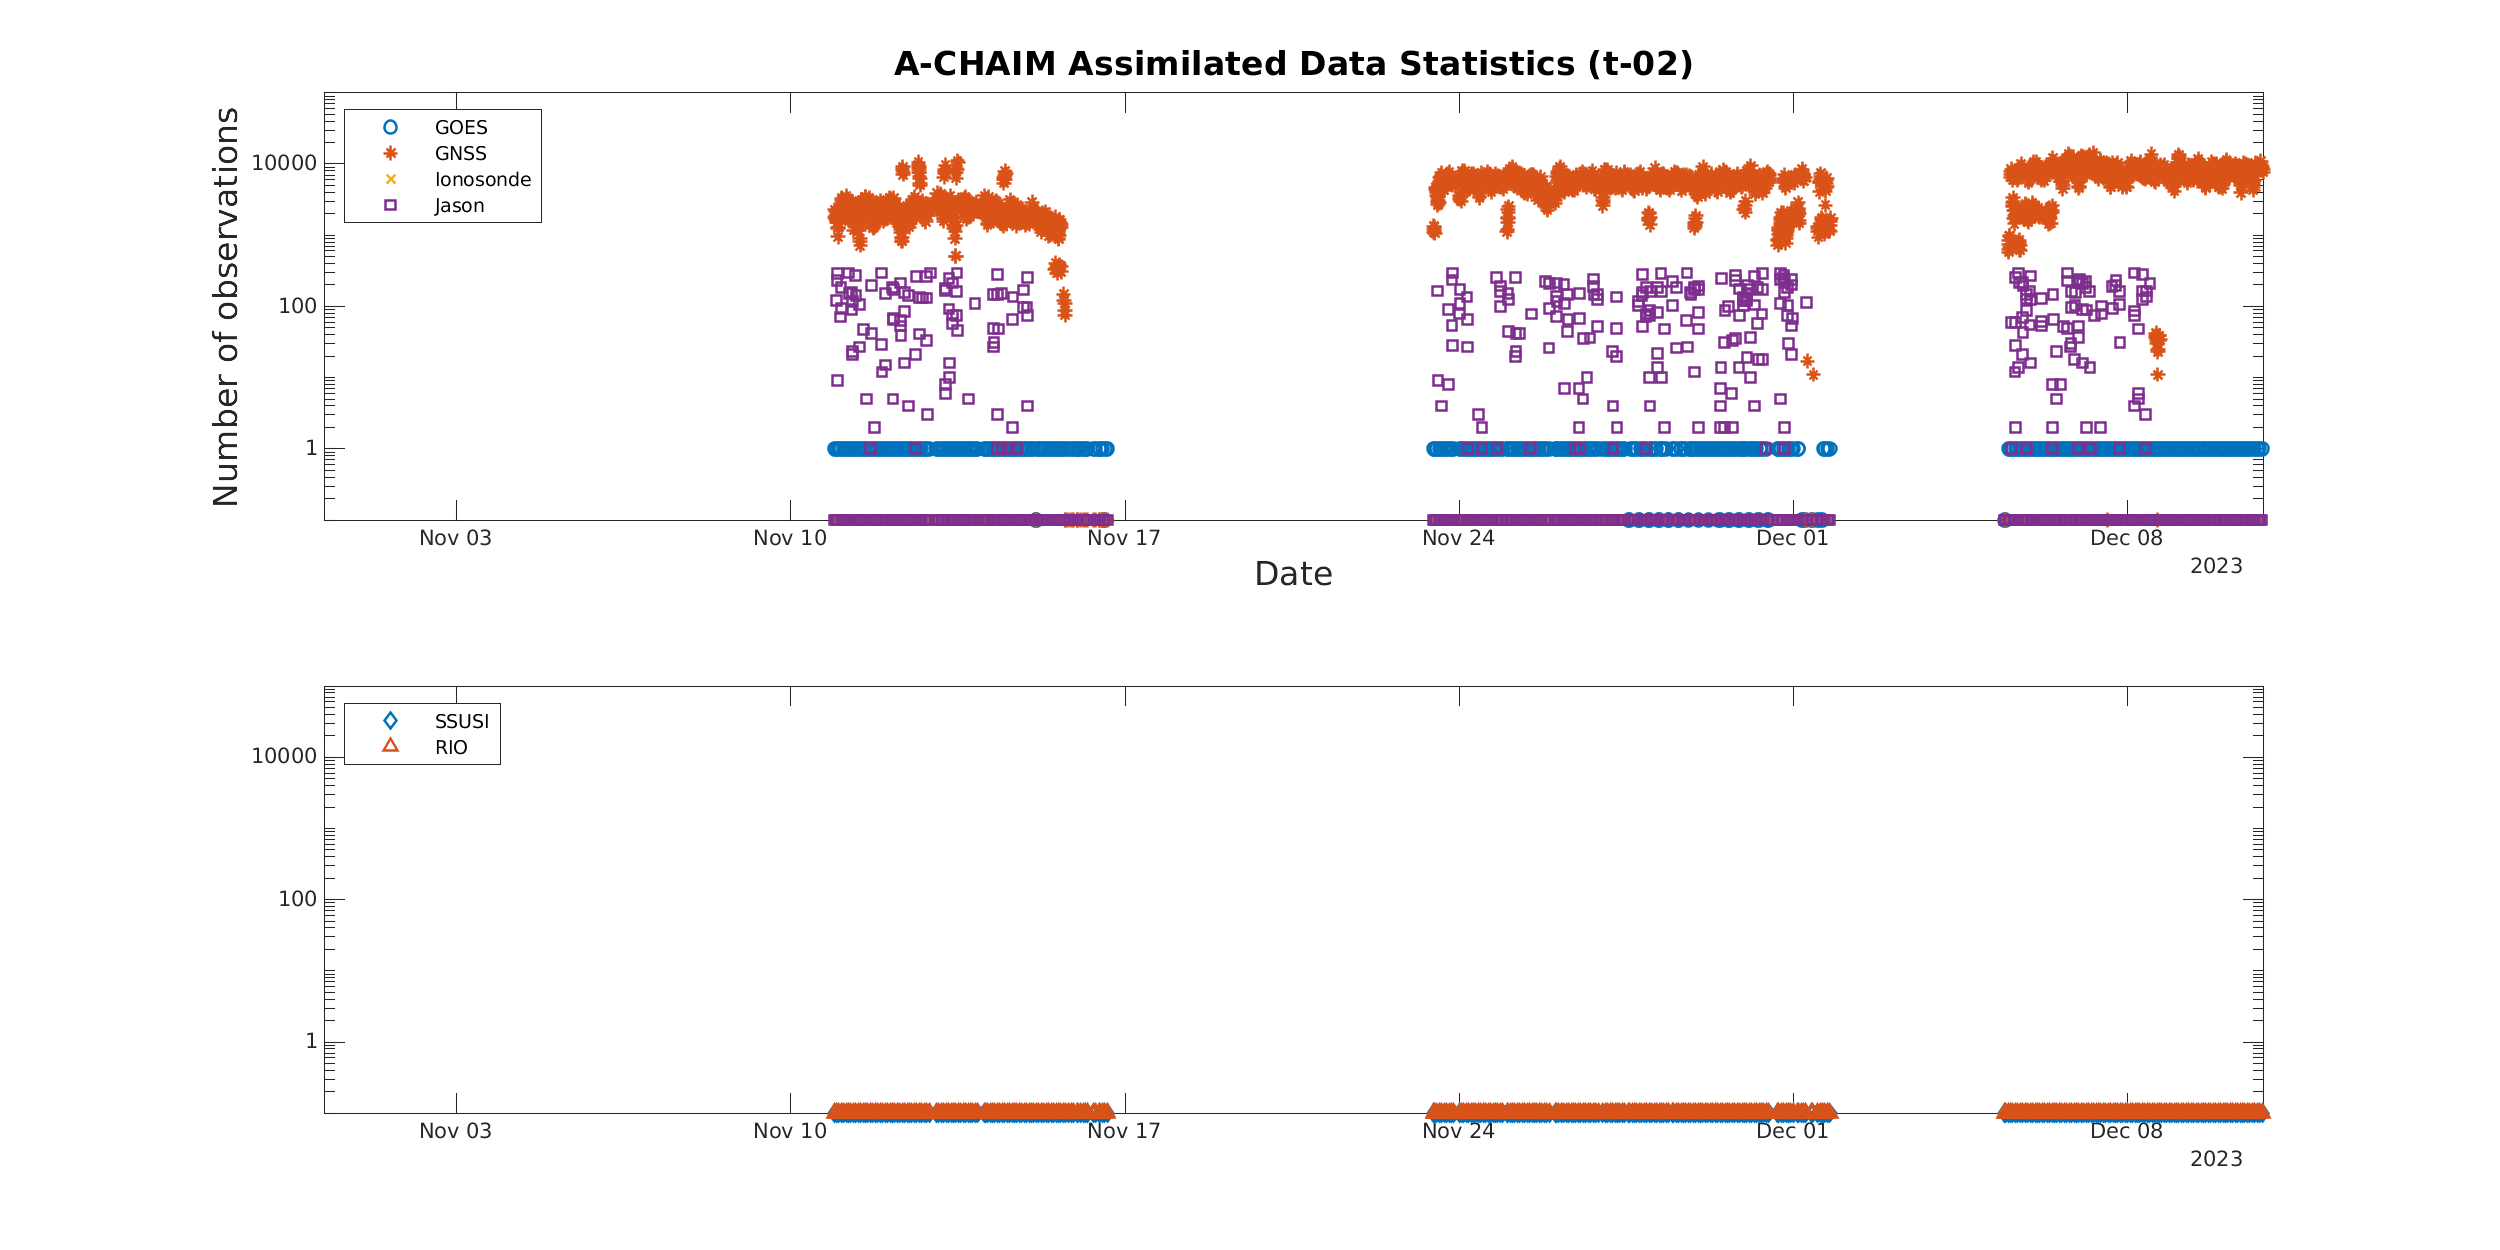 A-CHAIM Assimilated Data Statistics (t-02)
Number of observations
10000
100
1
GOES
GNSS
Ionosonde
Jason
Nov 03
Nov 10
Nov 17
Nov 24
Dec 01
Dec 08
2023
Date
10000
100
1
SSUSI
RIO
Nov 03
Nov 10
Nov 17
Nov 24
Dec 01
Dec 08
2023